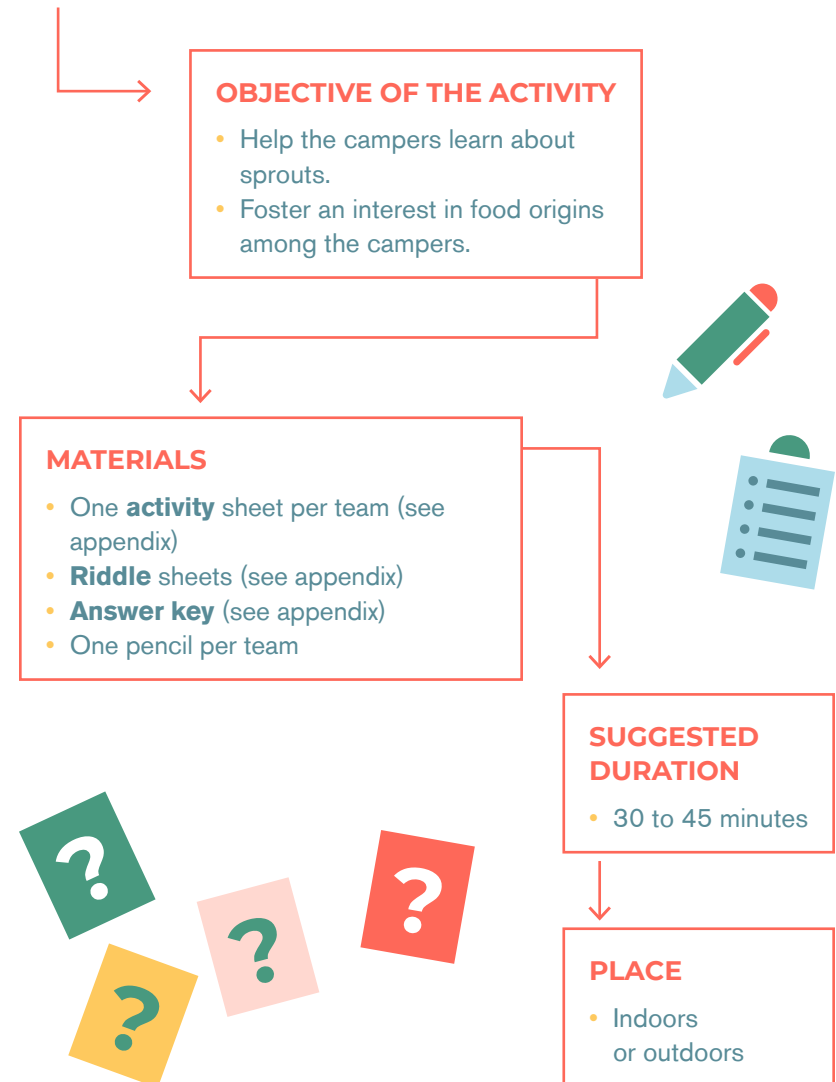 OBJECTIVE OF THE ACTIVITY
• Help the campers learn about
sprouts.
• Foster an interest in food origins
among the campers.
MATERIALS
• One activity sheet per team (see
appendix)
• Riddle sheets (see appendix)
• Answer key (see appendix)
• One pencil per team
SUGGESTED
DURATION
• 30 to 45 minutes
?
?
?
?
PLACE
• Indoors
or outdoors